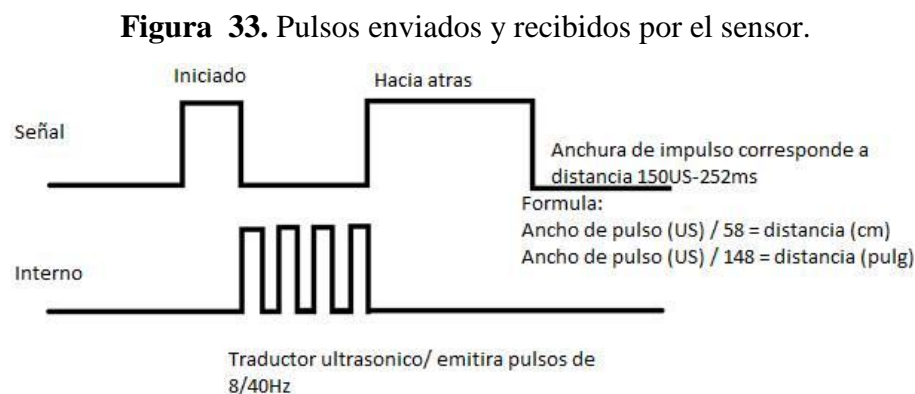 Figura 33. Pulsos enviados y recibidos por el sensor.
Iniciado
Hacia atras
Señal
Anchura de impulso corresponde a
distancia 150US-252ms
Formula:
Ancho de pulso (US) / 58 = distancia (cm)
Ancho de pulso (US) / 148 = distancia (pulg)
Interno
Traductor ultrasonico/ emitira pulsos de
8/40Hz